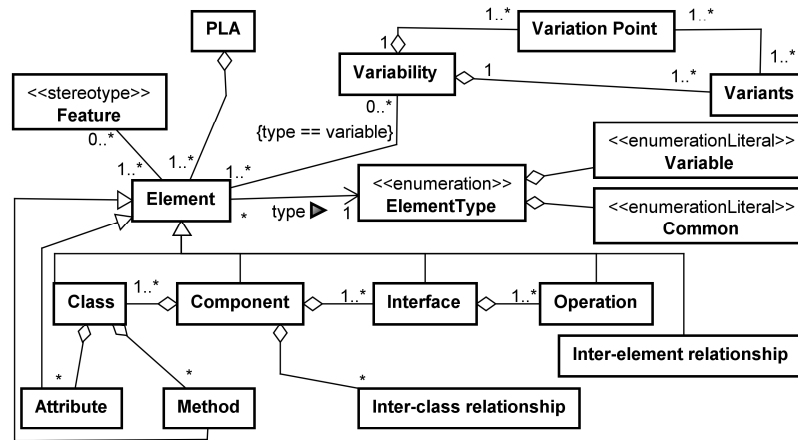 PLA
1..*
Variation Point
1..*
1
1..*
Variability
1
1..*
Variants
<<stereotype>>
Feature
0..*
0..*
{type == variable}
1..*
1..*
1..*
<<enumerationLiteral>>
Variable
Element
<<enumeration>>
ElementType
*
type
1
<<enumerationLiteral>>
Common
Class
1..*
Component
1..*
Interface
1..*
Operation
Inter-element relationship
*
*
*
Attribute
Method
Inter-class relationship